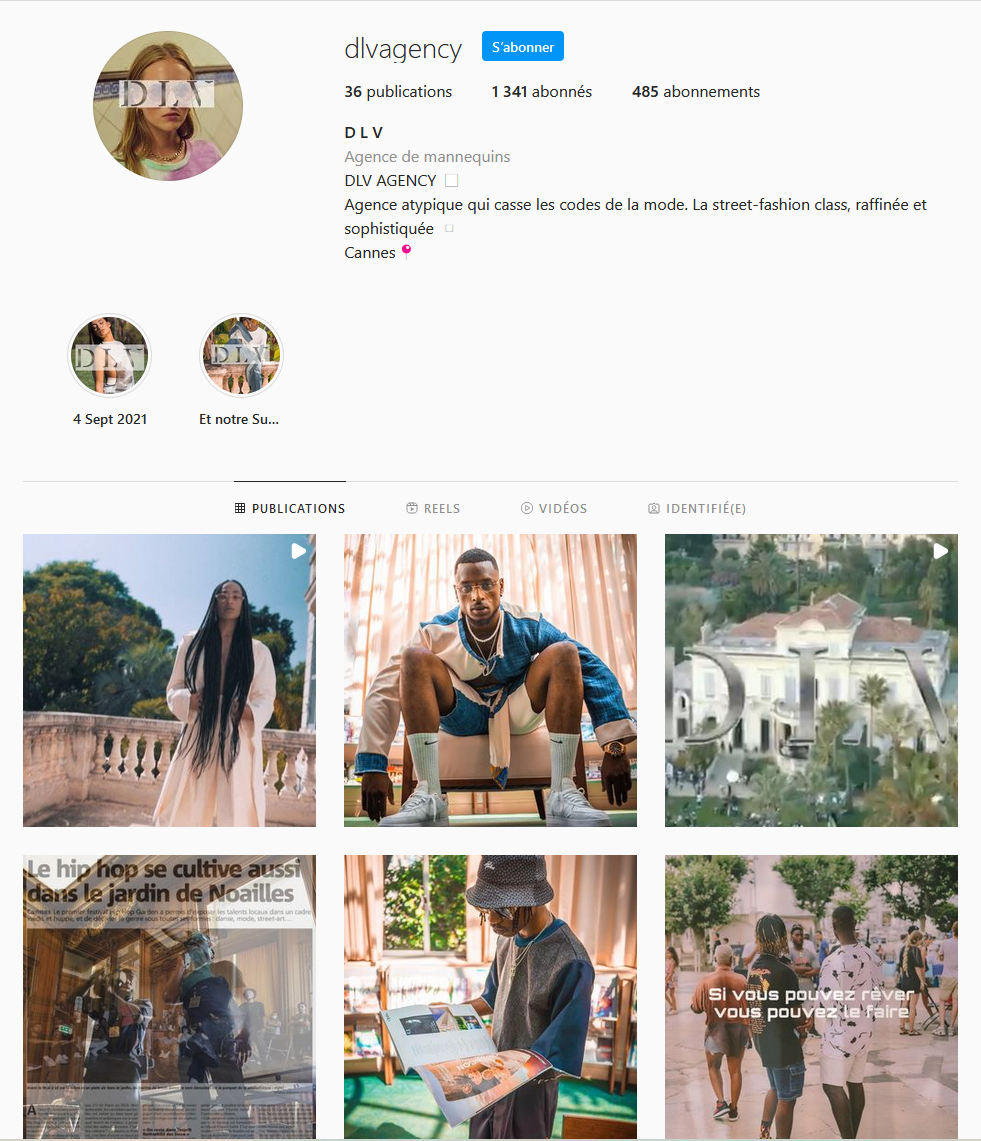 dlvagency S'abonner
36 publications 1 341 abonnés 485 abonnements
D L V
D L V
Agence de mannequins
DLV AGENCY
Agence atypique qui casse les codes de la mode. La street-fashion class, raffinée et
sophistiquée
Cannes
D L V
D L V
4 Sept 2021 Et notre Su...
PUBLICATIONS REELS VIDÉOS IDENTIFIÉ(E)
DLV
Le hip hop se cultive aussi
dans le jardin de Noailles
Si vous pouvez rêver
vous pouvez le faire